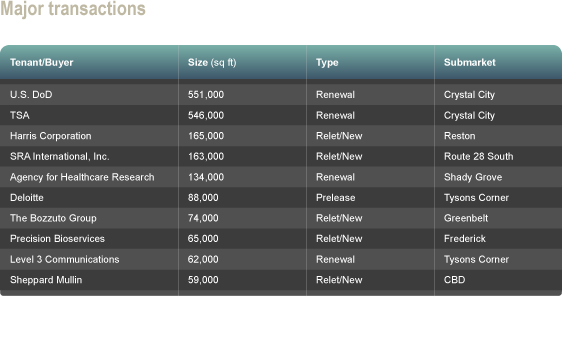 Major transactions
Tenant/Buyer Size (sq ft) Type Submarket
U.S. DoD 551,000 Renewal Crystal City
TSA 546,000 Renewal Crystal City
Harris Corporation 165,000 Relet/New Reston
SRA International, Inc. 163,000 Relet/New Route 28 South
Agency for Healthcare Research 134,000 Renewal Shady Grove
Deloitte 88,000 Prelease Tysons Corner
The Bozzuto Group 74,000 Relet/New Greenbelt
Precision Bioservices 65,000 Relet/New Frederick
Level 3 Communications 62,000 Renewal Tysons Corner
Sheppard Mullin 59,000 Relet/New CBD